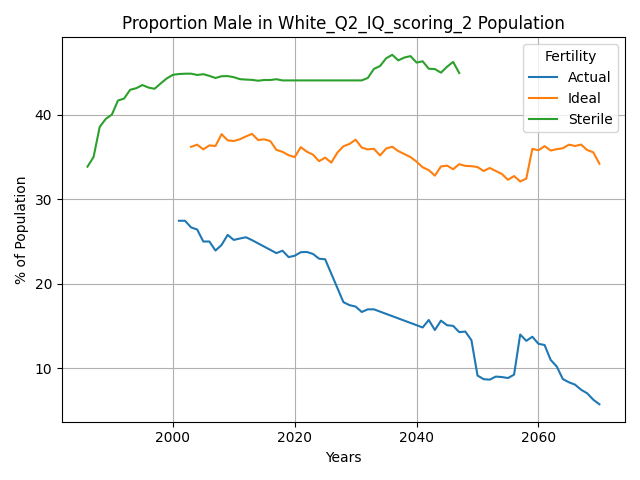 Proportion Male in White_Q2_IQ_scoring_2 Population
Fertility
Actual
Ideal
Sterile
% of Population
40
30
20
10
2000 2020 2040 2060
Years